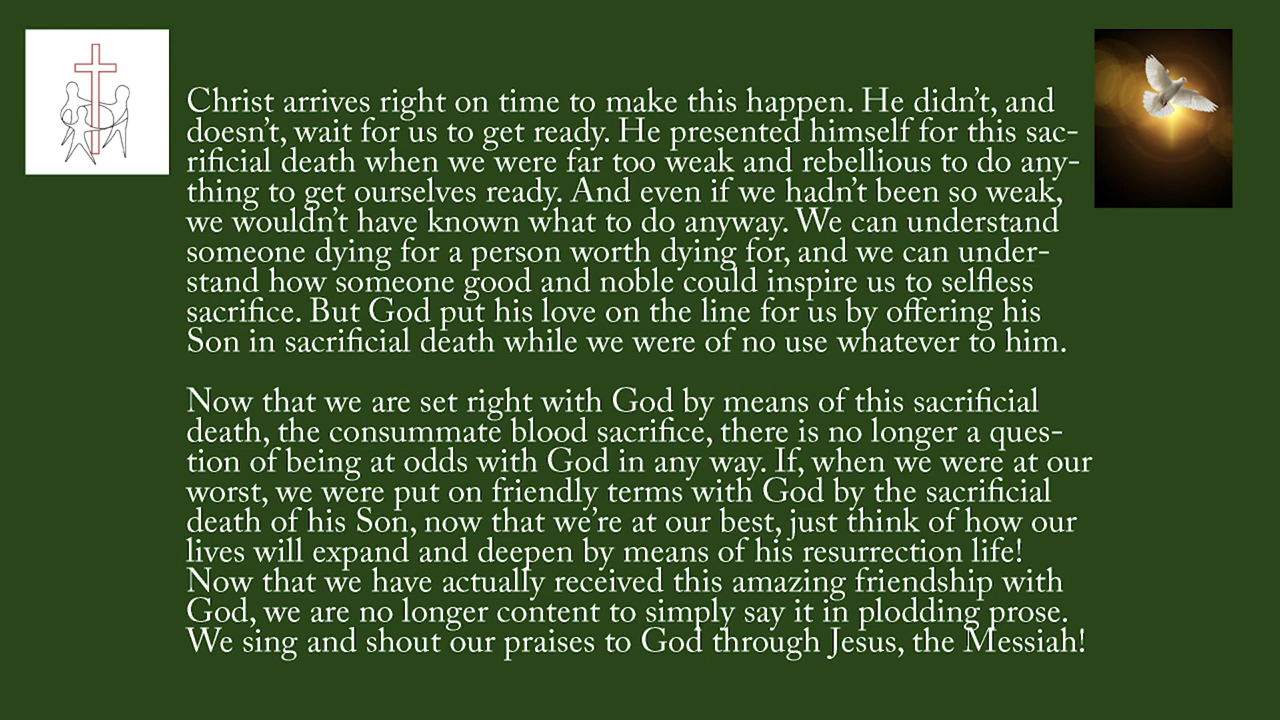 Christ arrives right on time to make this happen. He didn’t, and
doesn’t, wait for us to get ready. He presented himself for this sac-
rificial death when we were far too weak and rebellious to do any-
thing to get ourselves ready. And even if we hadn’t been so weak,
we wouldn’t have known what to do anyway. We can understand
someone dying for a person worth dying for, and we can under-
stand how someone good and noble could inspire us to selfless
sacrifice. But God put his love on the line for us by offering his
Son in sacrificial death while we were of no use whatever to him.
Now that we are set right with God by means of this sacrificial
death, the consummate blood sacrifice, there is no longer a ques-
tion of being at odds with God in any way. If, when we were at our
worst, we were put on friendly terms with God by the sacrificial
death of his Son, now that we’re at our best, just think of how our
lives will expand and deepen by means of his resurrection life!
Now that we have actually received this amazing friendship with
God, we are no longer content to simply say it in plodding prose.
We sing and shout our praises to God through Jesus, the Messiah!